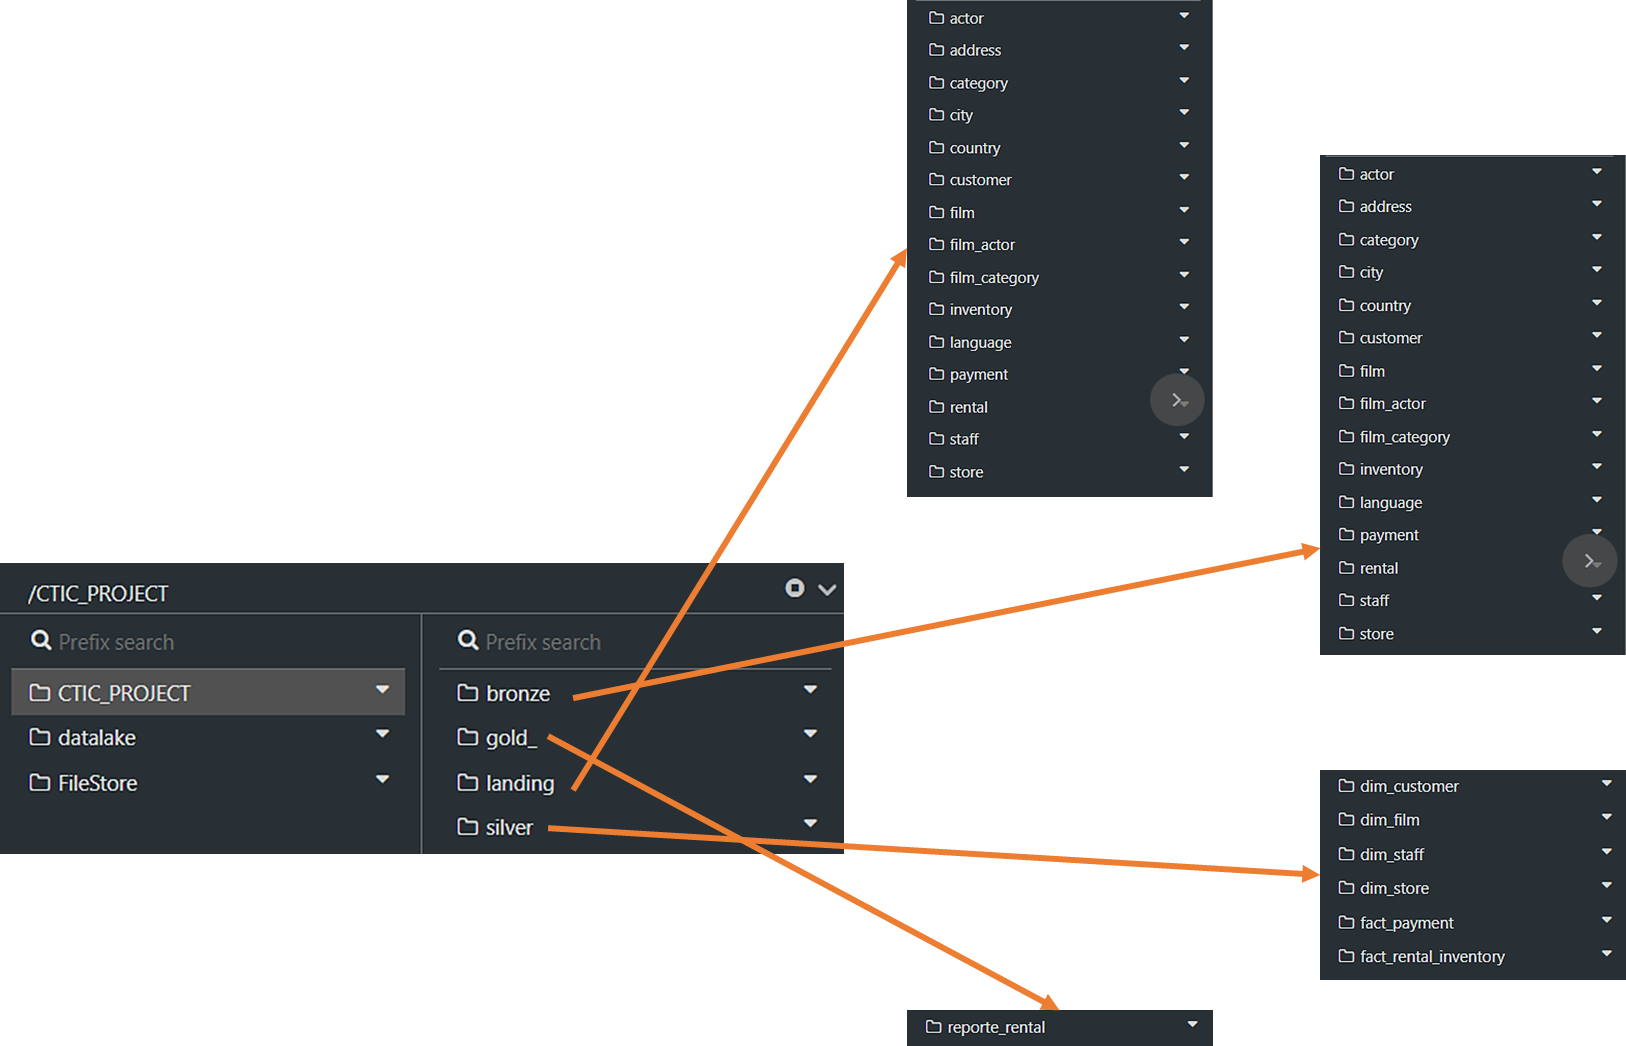 actor
address
category
city
country
customer
film
film_actor
film_category
inventory
language
payment
rental
staff
store
actor
address
category
city
country
customer
film
film_actor
film_category
inventory
language
payment
rental
staff
store
/CTIC_PROJECT
Prefix search
CTIC_PROJECT
datalake
FileStore
Prefix search
bronze
gold_
landing
silver
dim_customer
dim_film
dim_staff
dim_store
fact_payment
fact_rental_inventory
reporte_rental